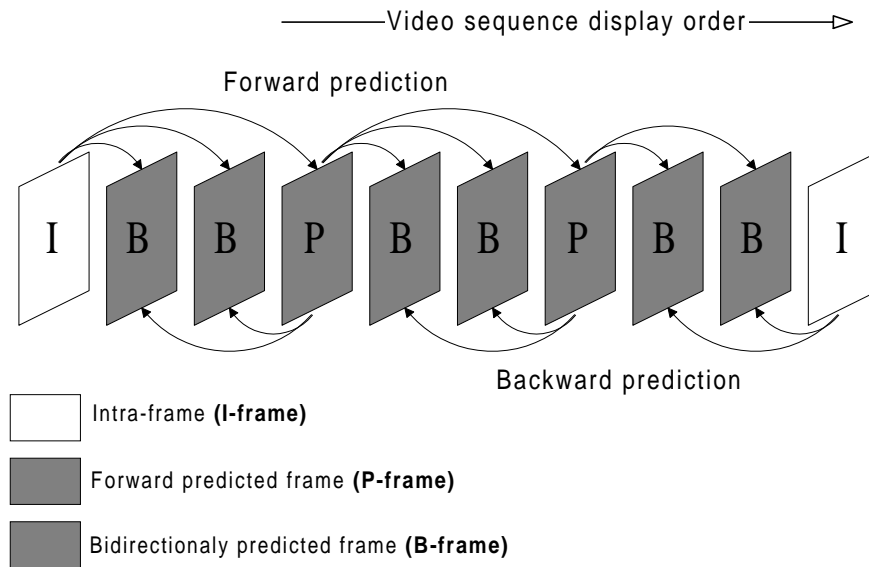 Video sequence display order
Forward prediction
I B B P B B P B B I
Backward prediction
Intra-frame (I-frame)
Forward predicted frame (P-frame)
Bidirectionaly predicted frame (B-frame)